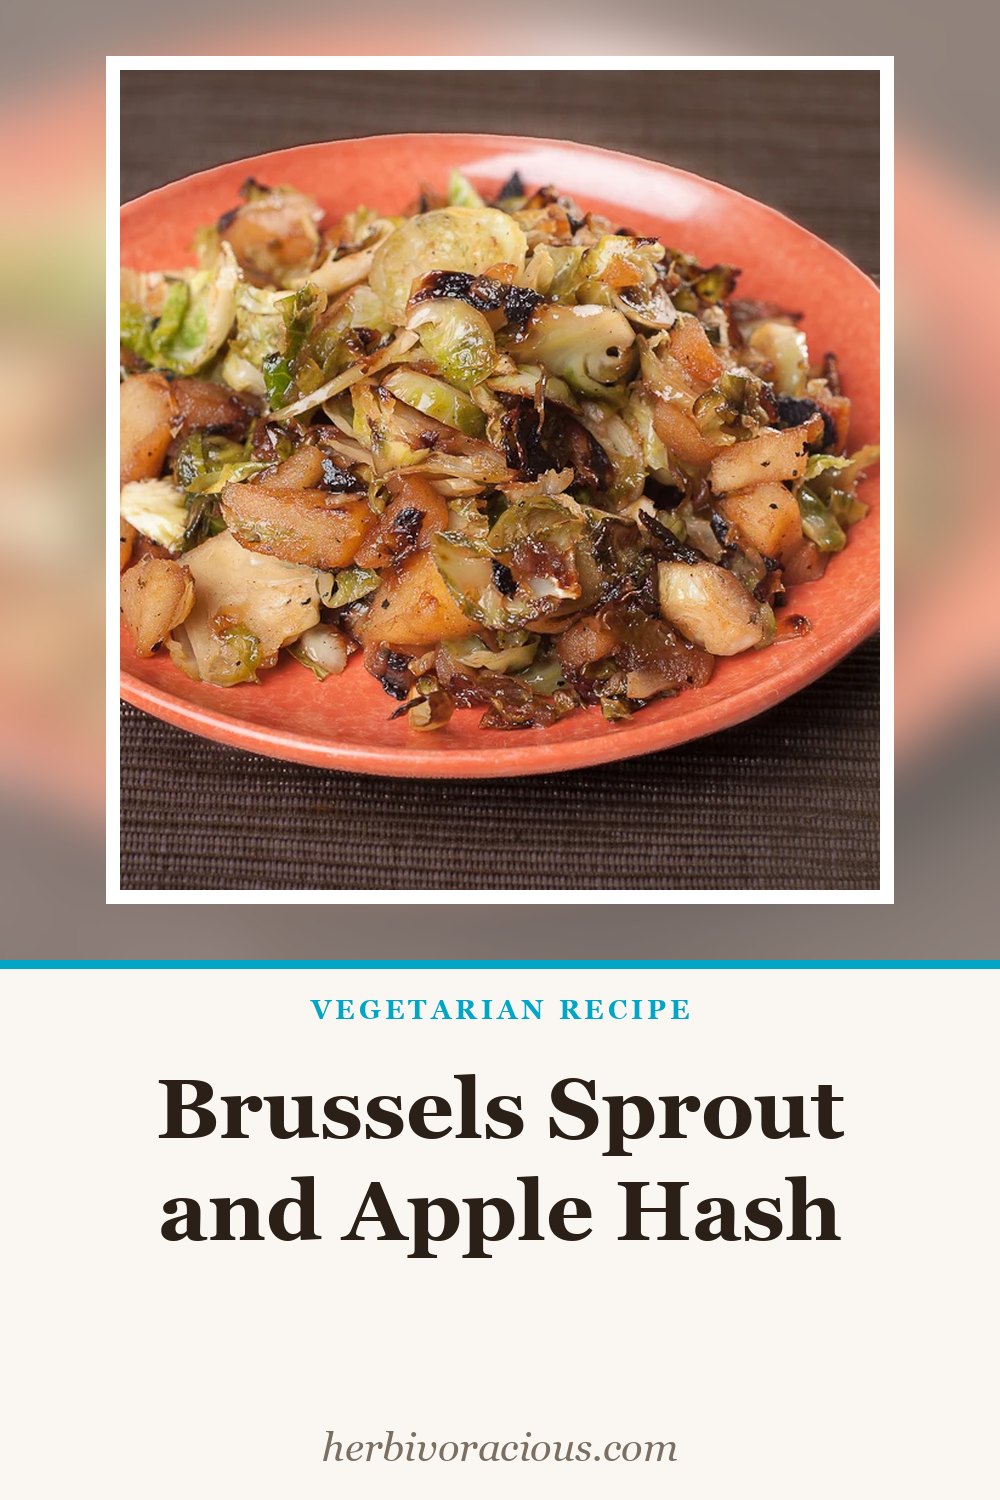 VEGETARIAN RECIPE
Brussels Sprout
and Apple Hash
herbivoracious.com